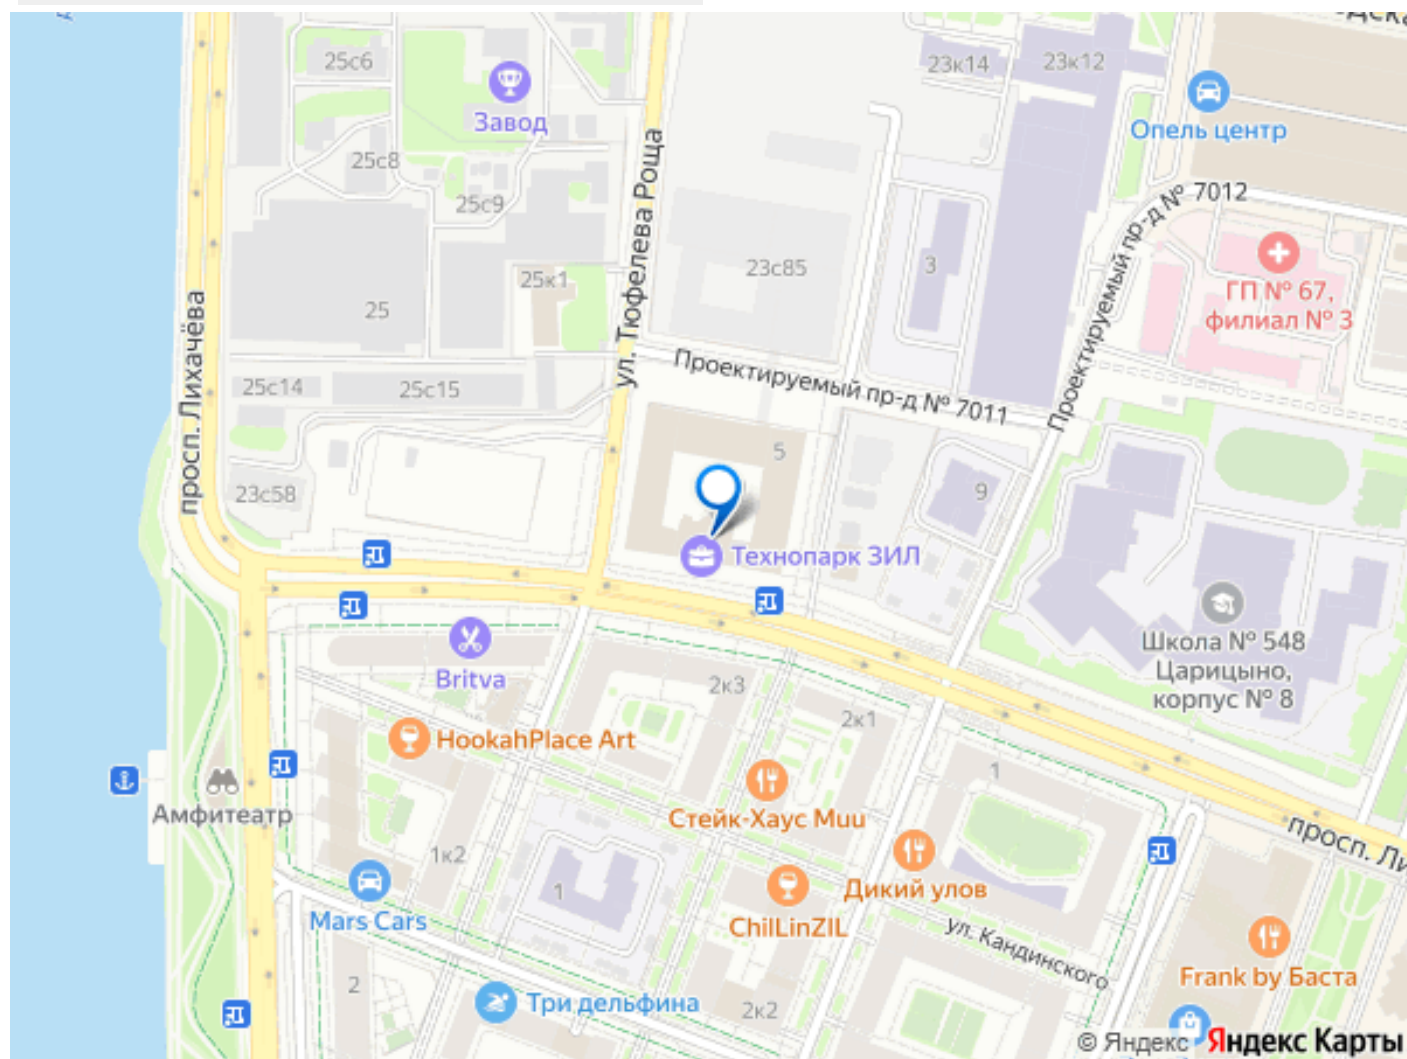 25с6
Завод
23к14
23к12
Опель центр
25с8
25с9
ул. Тюфелева Роща
Проектируемый пр-д № 7012
25к1
23с85
3
ГП № 67,
филиал № 3
25
просп. Лихачёва
25с14
25с15
Проектируемый пр-д № 7011
5
23с58
9
Технопарк ЗИЛ
Школа № 548
Царицыно,
корпус № 8
Britva
2к3
2к1
HookahPlace Art
1
Стейк-Хаус Muu
Амфитеатр
просп. Ли
1к2
1
Дикий улов
Mars Cars
ChilLinZIL
ул. Кандинского
Frank by Баста
2
Три дельфина
2к2
© Яндекс
Яндекс Карты